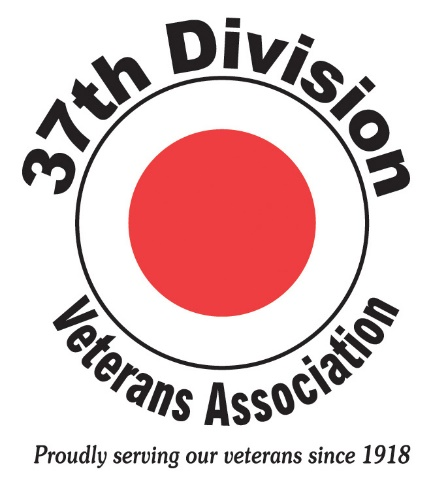 37th Division
Veterans Association
Proudly serving our veterans since 1918